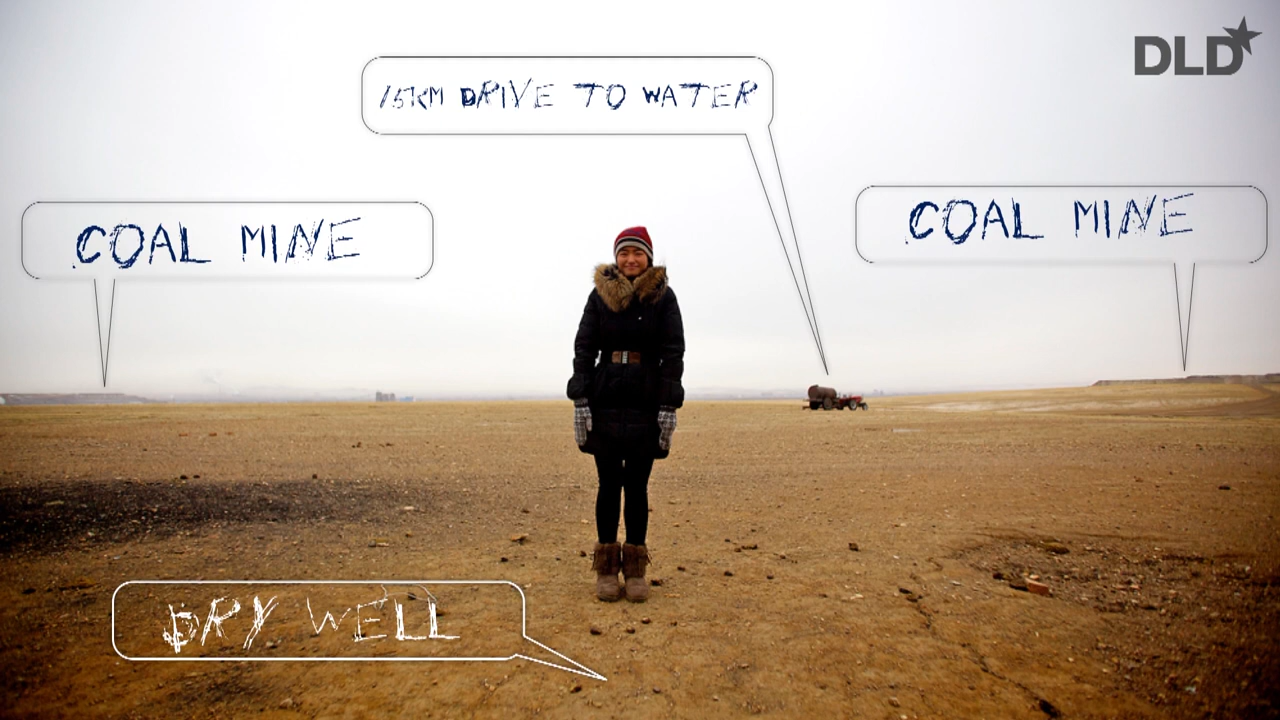 DLD
15KM DRIVE TO WATER
COAL MINE
COAL MINE
DRY WELL